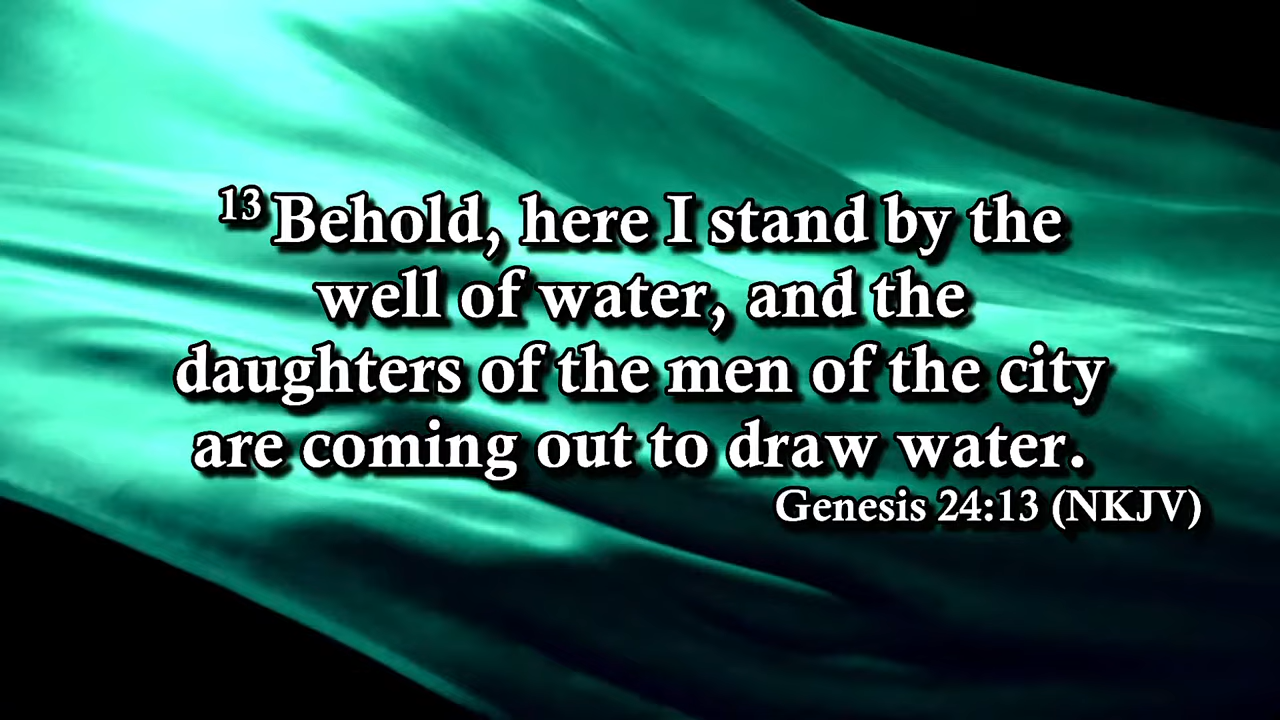 13 Behold, here I stand by the
well of water, and the
daughters of the men of the city
are coming out to draw water.
Genesis 24:13 (NKJV)